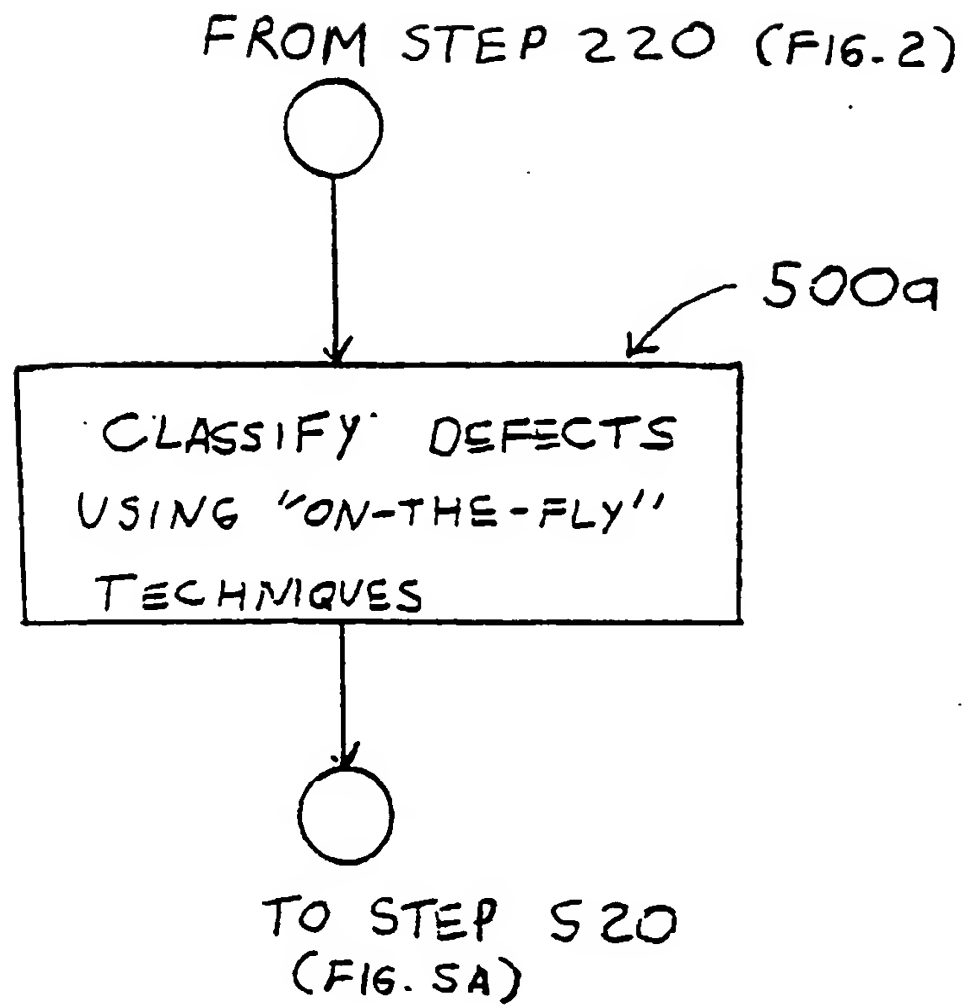 FROM STEP 220 (FIG. 2)
500a
CLASSIFY DEFECTS
USING "ON-THE-FLY"
TECHNIQUES
TO STEP 520
(FIG. 5A)